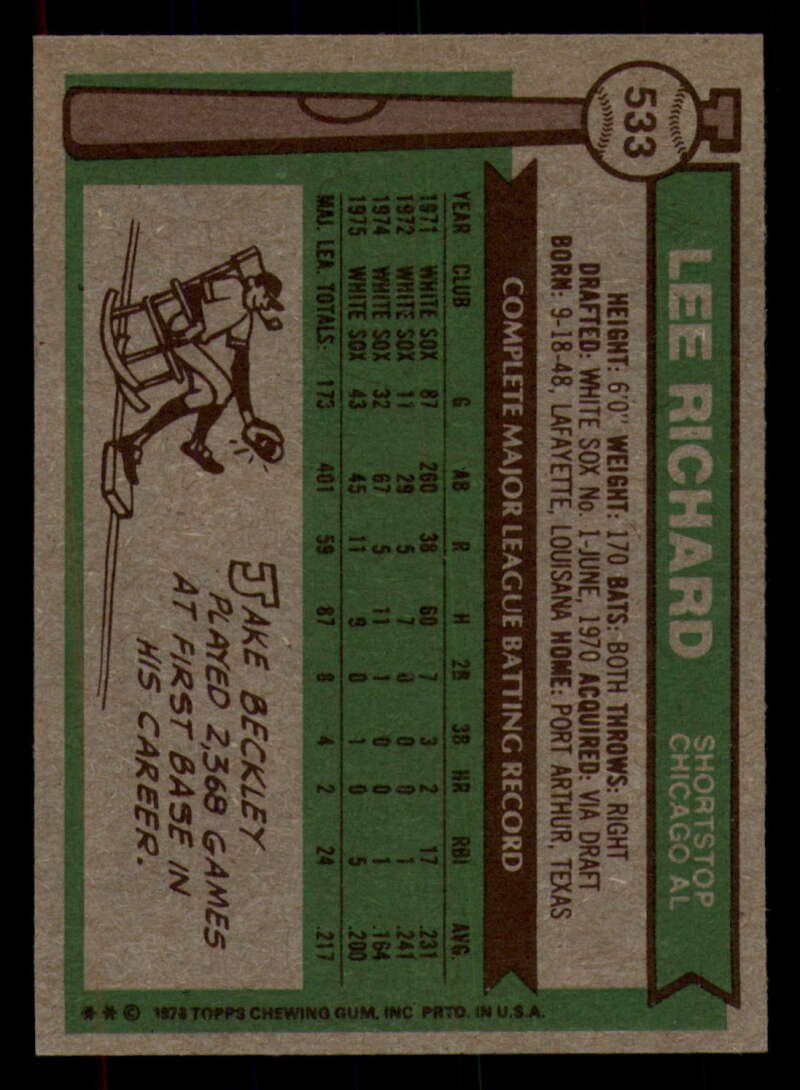 533
LEE RICHARD
SHORTSTOP
CHICAGO AL
HEIGHT: 6'0" WEIGHT: 170 BATS: BOTH THROWS: RIGHT
DRAFTED: WHITE SOX No. 1-JUNE, 1970 ACQUIRED: VIA DRAFT
BORN: 9-18-48, LAFAYETTE, LOUISANA HOME: PORT ARTHUR, TEXAS
COMPLETE MAJOR LEAGUE BATTING RECORD
YEAR CLUB G AB R H 2B 3B HR RBI AVG.
1971 WHITE SOX 87 260 38 60 7 3 2 17 .231
1972 WHITE SOX 11 29 5 7 0 0 0 1 .241
1974 WHITE SOX 32 67 5 11 1 0 0 1 .164
1975 WHITE SOX 43 45 11 9 0 1 0 5 .200
MAJ. LEA. TOTALS: 173 401 59 87 8 4 2 24 .217
JAKE BECKLEY
PLAYED 2,368 GAMES
AT FIRST BASE IN
HIS CAREER.
** © 1976 TOPPS CHEWING GUM, INC PRTD. IN U.S.A.